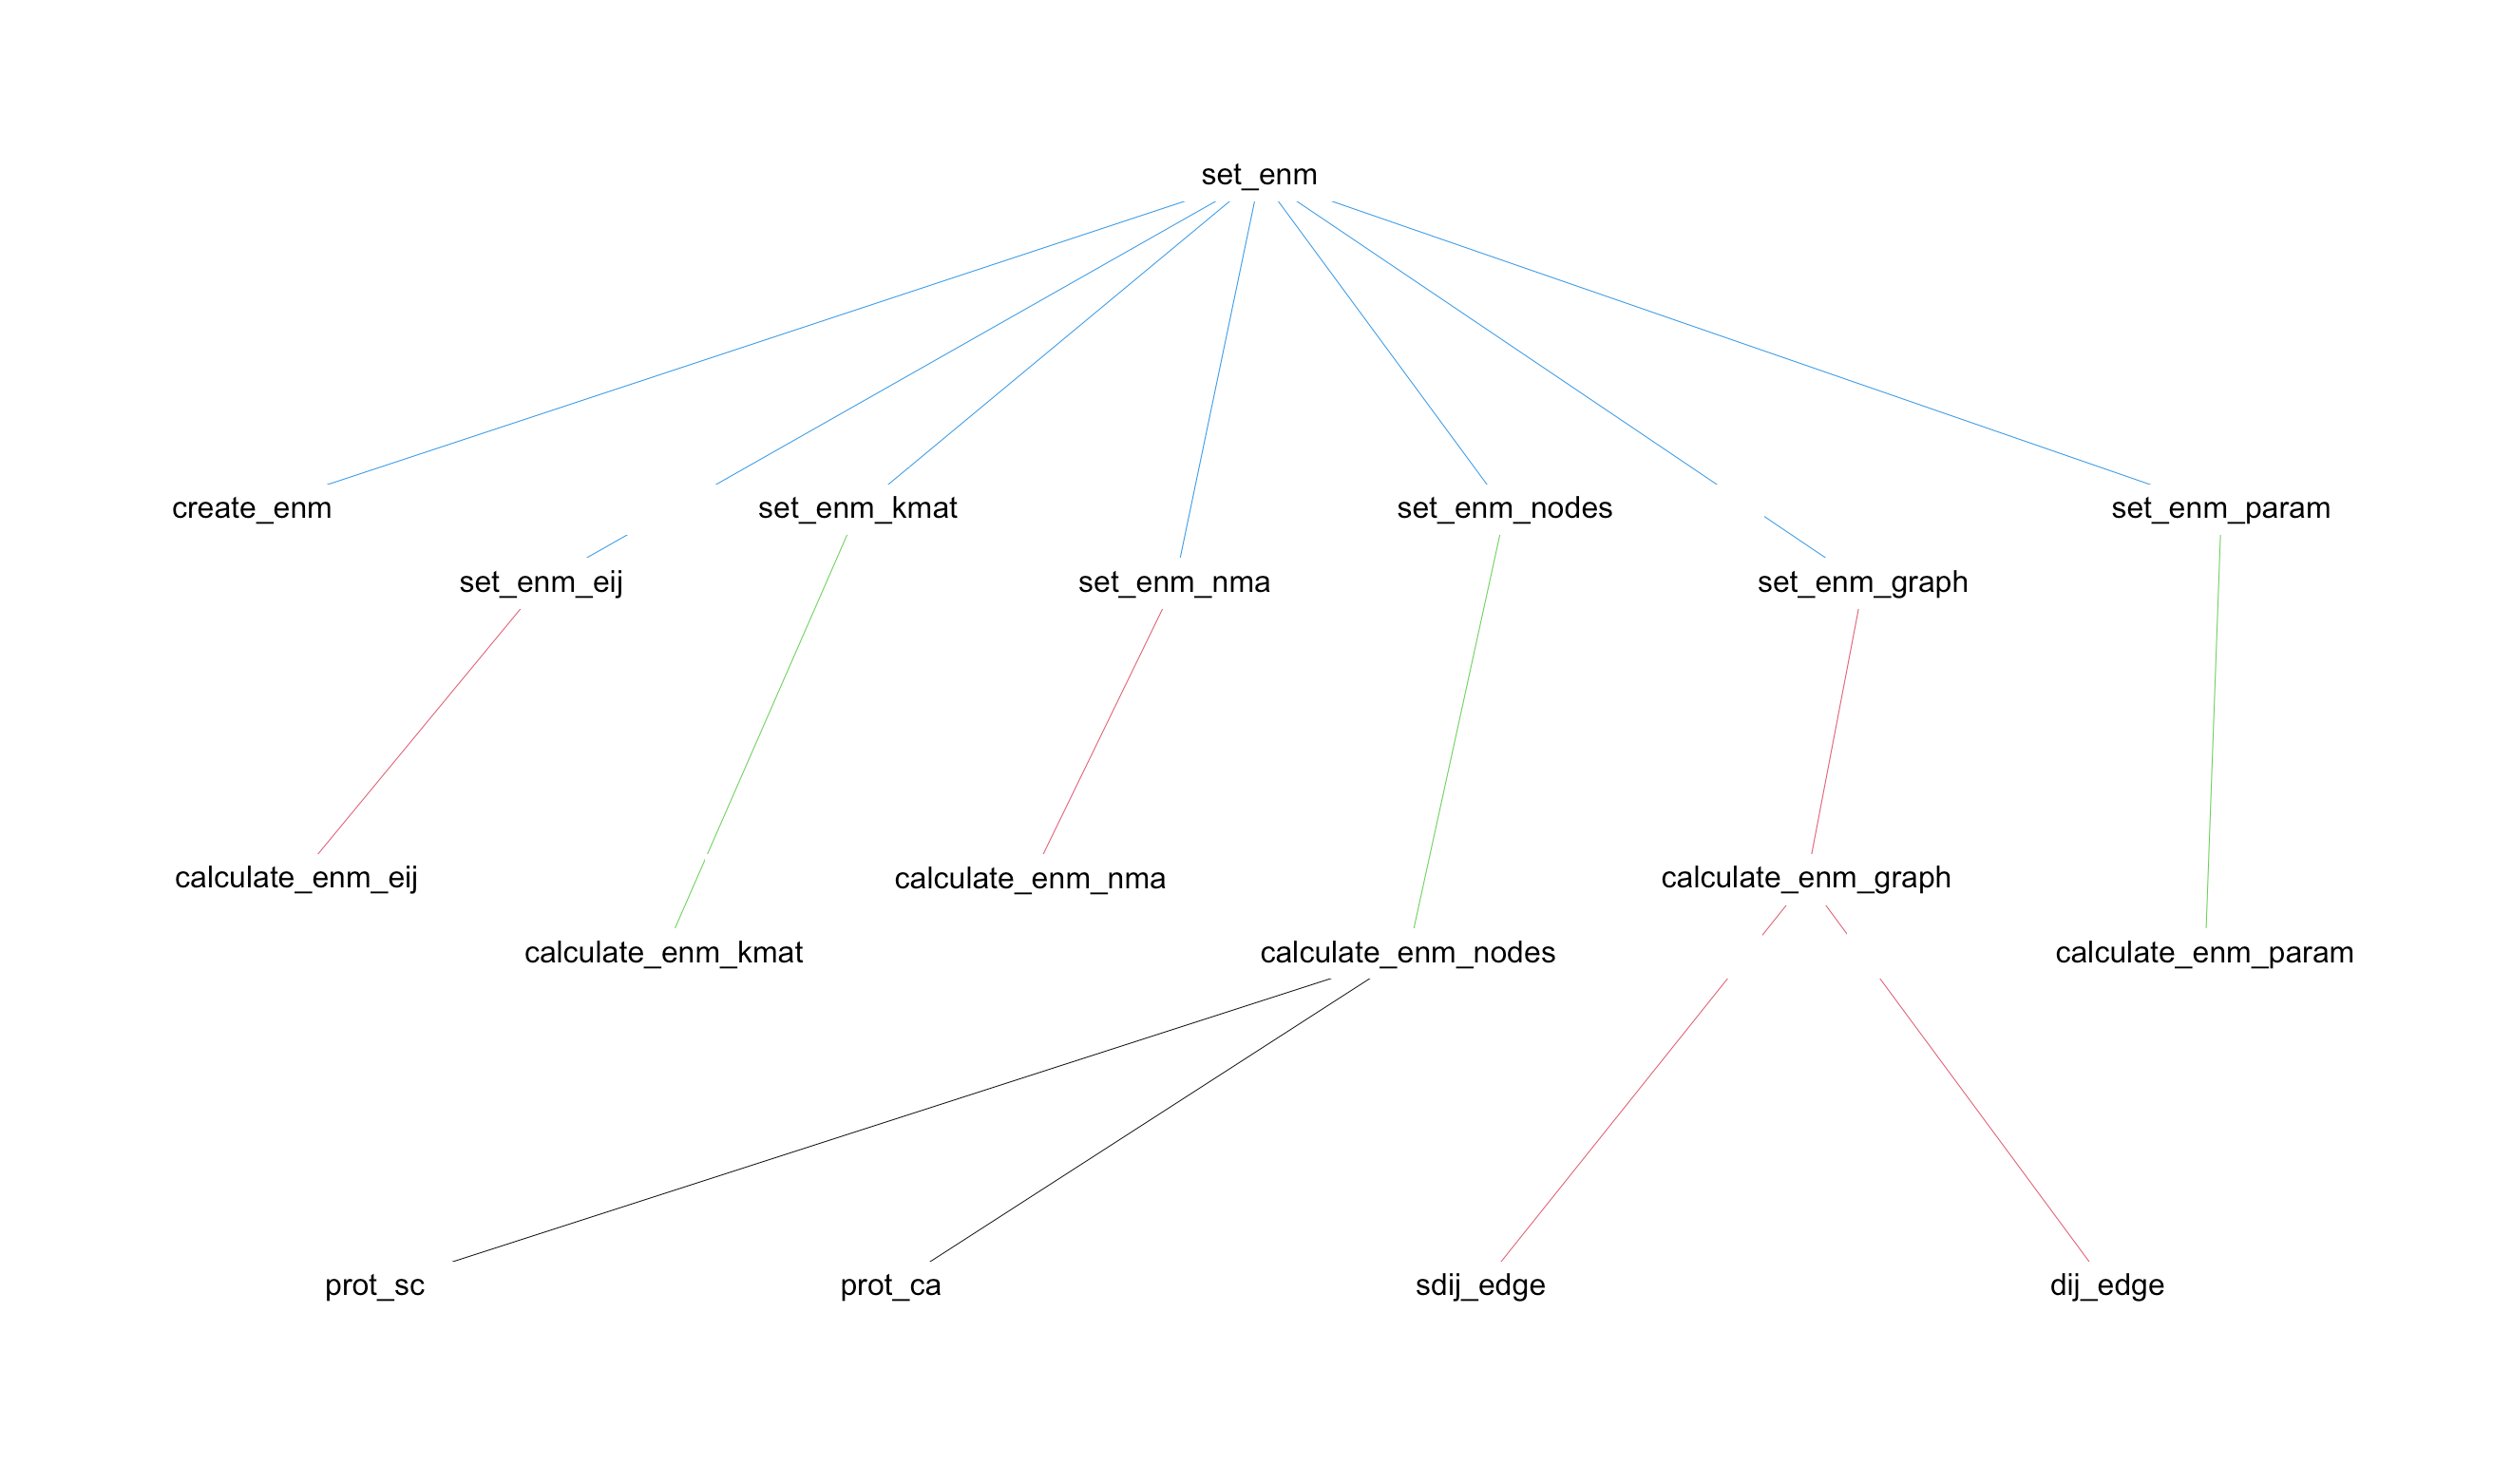 set_enm
create_enm
set_enm_kmat
set_enm_nodes
set_enm_param
set_enm_eij
set_enm_nma
set_enm_graph
calculate_enm_eij
calculate_enm_nma
calculate_enm_graph
calculate_enm_kmat
calculate_enm_nodes
calculate_enm_param
prot_sc
prot_ca
sdij_edge
dij_edge